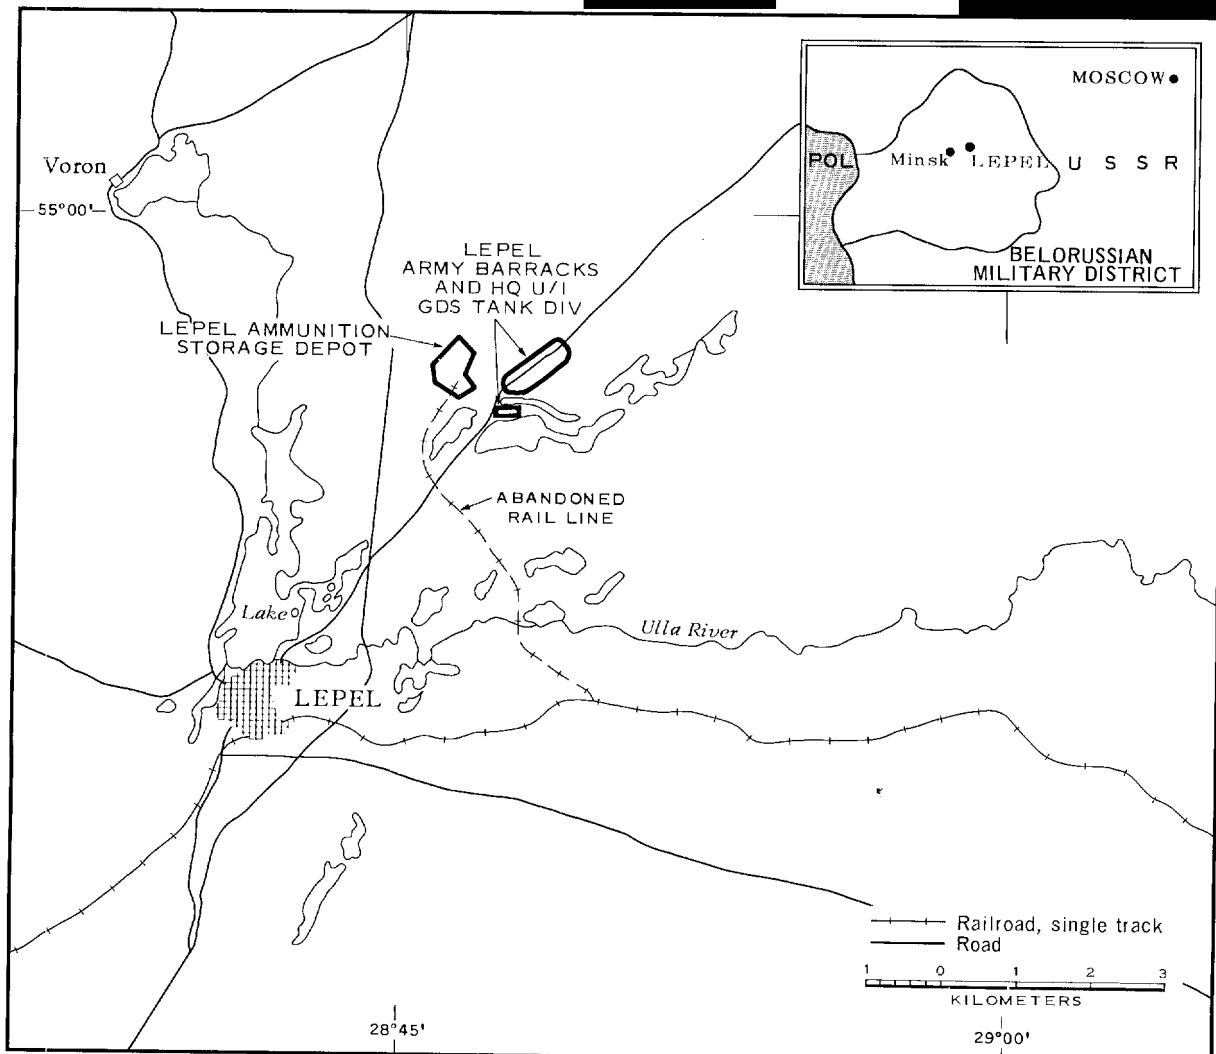 MOSCOW
POL
Minsk
LEPEL
U S S R
BELORUSSIAN
MILITARY DISTRICT
Voron
55°00'
LEPEL
ARMY BARRACKS
AND HQ U/I
GDS TANK DIV
LEPEL AMMUNITION
STORAGE DEPOT
ABANDONED
RAIL LINE
Lake
Ulla River
LEPEL
Railroad, single track
Road
1 0 1 2 3
KILOMETERS
28°45'
29°00'